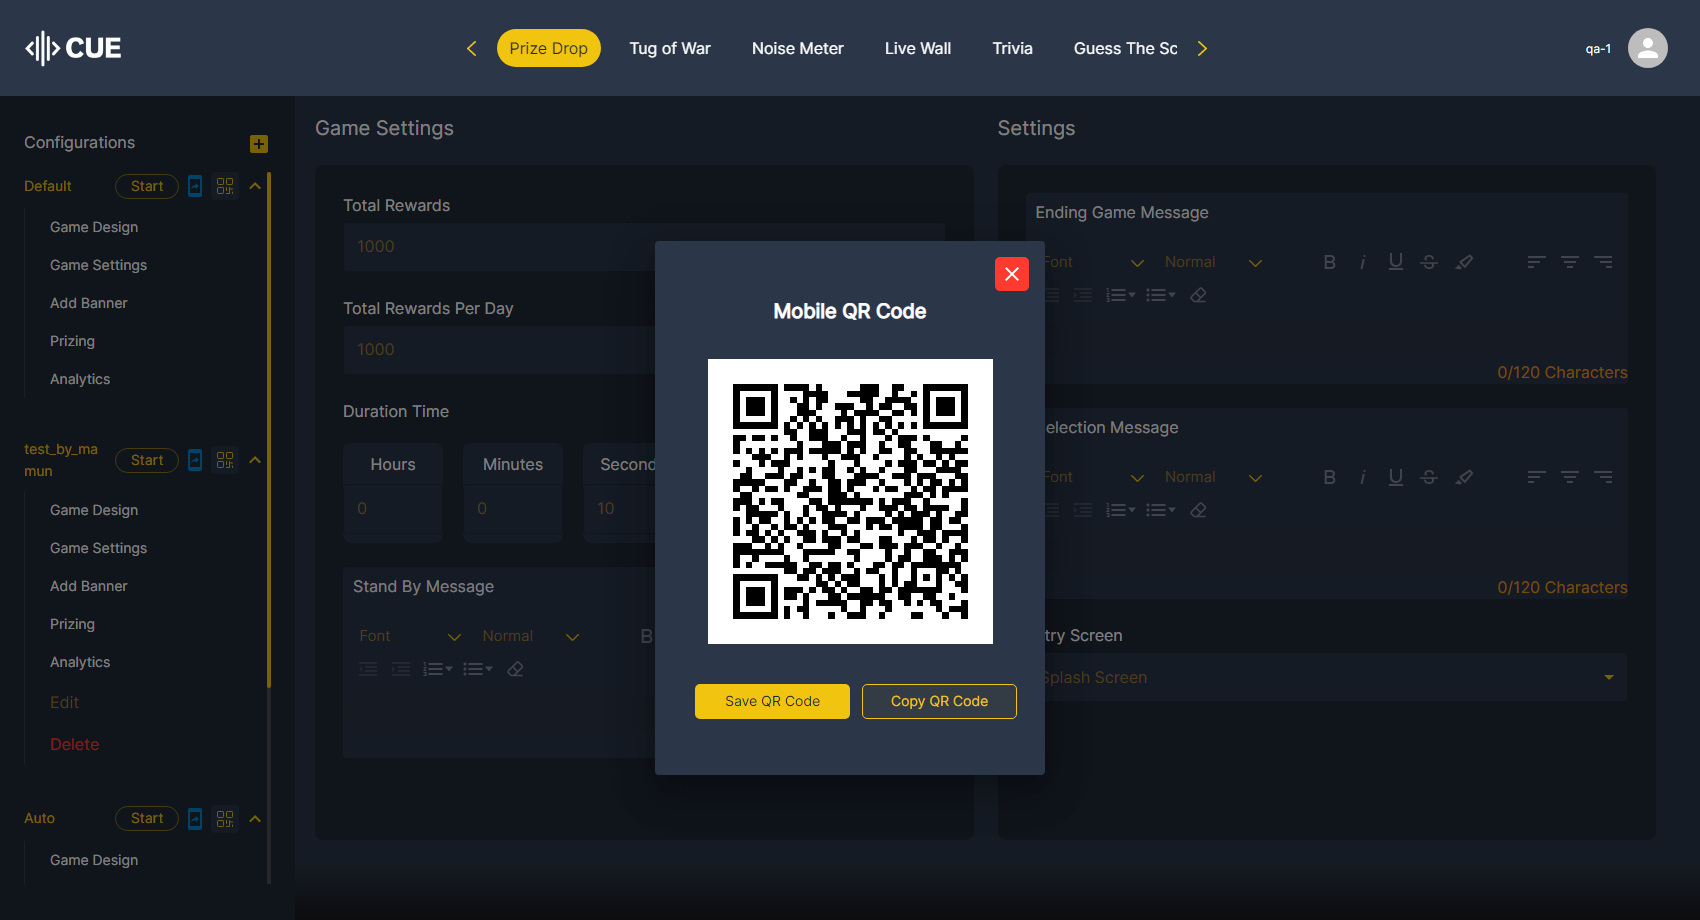 CUE
Prize Drop
Tug of War
Noise Meter
Live Wall
Trivia
Guess The Sc
qa-1
Configurations
Default
Start
Game Design
Game Settings
Add Banner
Prizing
Analytics
test_by_ma
mun
Start
Game Design
Game Settings
Add Banner
Prizing
Analytics
Edit
Delete
Auto
Start
Game Design
Game Settings
Total Rewards
1000
Total Rewards Per Day
1000
Duration Time
Hours
Minutes
Second
0
0
10
Stand By Message
Font
Normal
B
Mobile QR Code
Save QR Code
Copy QR Code
Settings
Ending Game Message
Font
Normal
B
i
U
S
0/120 Characters
election Message
Font
Normal
B
i
U
S
0/120 Characters
try Screen
Splash Screen